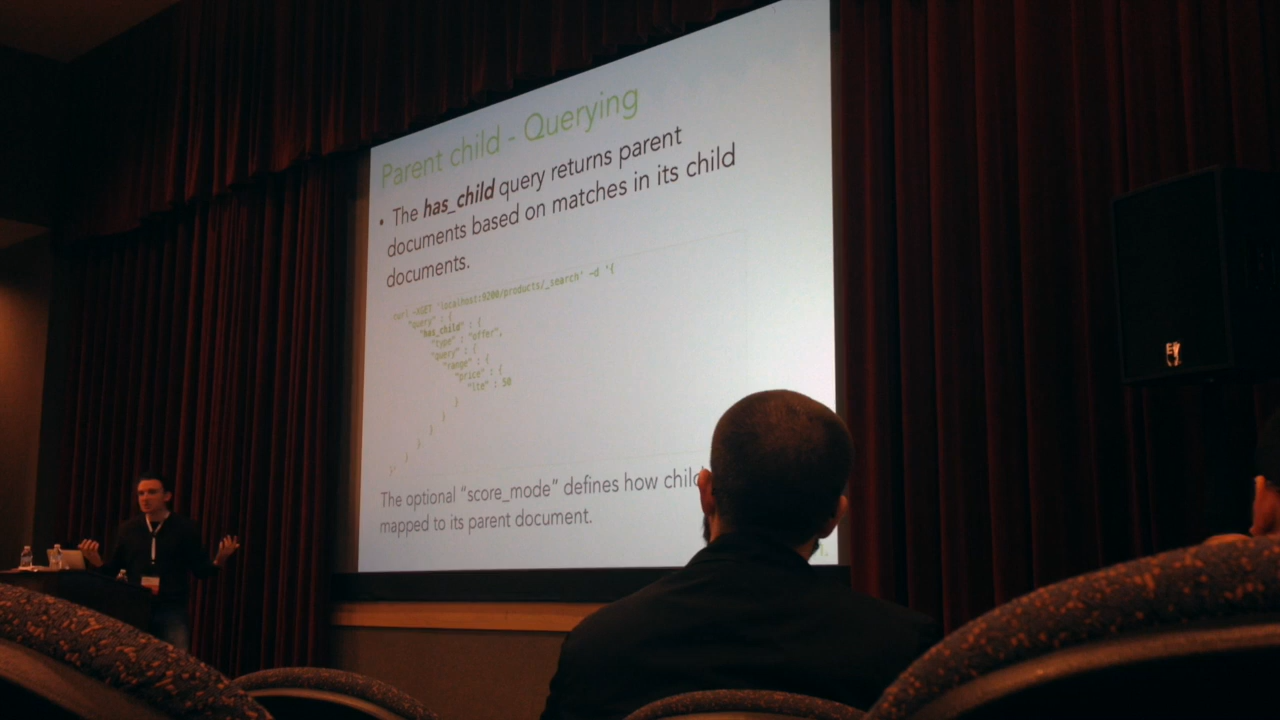 Parent child - Querying
• The has_child query returns parent
documents based on matches in its child
documents.
curl -XGET 'localhost:9200/products/_search' -d '{
"query" : {
"has_child" : {
"type" : "offer",
"query" : {
"range" : {
"price" : {
"lte" : 50
}
}
}
}
}
}'
The optional "score_mode" defines how
mapped to its parent document.
EV